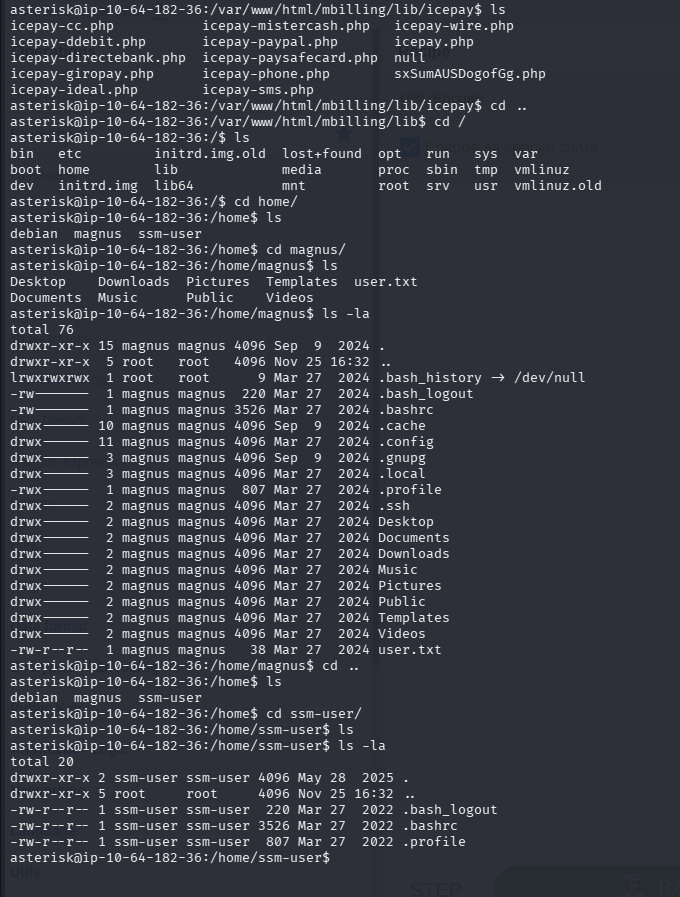 asterisk@ip-10-64-182-36:/var/www/html/mbilling/lib/icepay$ ls
icepay-cc.php           icepay-mistercash.php   icepay-wire.php
icepay-ddebit.php       icepay-paypal.php       icepay.php
icepay-directebank.php  icepay-paysafecard.php  null
icepay-giropay.php      icepay-phone.php        sxSumAUSDogofGg.php
icepay-ideal.php        icepay-sms.php
asterisk@ip-10-64-182-36:/var/www/html/mbilling/lib/icepay$ cd ..
asterisk@ip-10-64-182-36:/var/www/html/mbilling/lib$ cd /
asterisk@ip-10-64-182-36:/$ ls
bin   etc         initrd.img.old  lost+found  opt   run   sys  var
boot  home        lib             media       proc  sbin  tmp  vmlinuz
dev   initrd.img  lib64           mnt         root  srv   usr  vmlinuz.old
asterisk@ip-10-64-182-36:/$ cd home/
asterisk@ip-10-64-182-36:/home$ ls
debian  magnus  ssm-user
asterisk@ip-10-64-182-36:/home$ cd magnus/
asterisk@ip-10-64-182-36:/home/magnus$ ls
Desktop    Downloads  Pictures  Templates  user.txt
Documents  Music      Public    Videos
asterisk@ip-10-64-182-36:/home/magnus$ ls -la
total 76
drwxr-xr-x 15 magnus magnus 4096 Sep  9  2024 .
drwxr-xr-x  5 root   root   4096 Nov 25 16:32 ..
lrwxrwxrwx  1 root   root      9 Mar 27  2024 .bash_history -> /dev/null
-rw-------  1 magnus magnus  220 Mar 27  2024 .bash_logout
-rw-------  1 magnus magnus 3526 Mar 27  2024 .bashrc
drwx------ 10 magnus magnus 4096 Sep  9  2024 .cache
drwx------ 11 magnus magnus 4096 Mar 27  2024 .config
drwx------  3 magnus magnus 4096 Sep  9  2024 .gnupg
drwx------  3 magnus magnus 4096 Mar 27  2024 .local
-rwx------  1 magnus magnus  807 Mar 27  2024 .profile
drwx------  2 magnus magnus 4096 Mar 27  2024 .ssh
drwx------  2 magnus magnus 4096 Mar 27  2024 Desktop
drwx------  2 magnus magnus 4096 Mar 27  2024 Documents
drwx------  2 magnus magnus 4096 Mar 27  2024 Downloads
drwx------  2 magnus magnus 4096 Mar 27  2024 Music
drwx------  2 magnus magnus 4096 Mar 27  2024 Pictures
drwx------  2 magnus magnus 4096 Mar 27  2024 Public
drwx------  2 magnus magnus 4096 Mar 27  2024 Templates
drwx------  2 magnus magnus 4096 Mar 27  2024 Videos
-rw-r--r--  1 magnus magnus   38 Mar 27  2024 user.txt
asterisk@ip-10-64-182-36:/home/magnus$ cd ..
asterisk@ip-10-64-182-36:/home$ ls
debian  magnus  ssm-user
asterisk@ip-10-64-182-36:/home$ cd ssm-user/
asterisk@ip-10-64-182-36:/home/ssm-user$ ls
asterisk@ip-10-64-182-36:/home/ssm-user$ ls -la
total 20
drwxr-xr-x 2 ssm-user ssm-user 4096 May 28  2025 .
drwxr-xr-x 5 root     root     4096 Nov 25 16:32 ..
-rw-r--r-- 1 ssm-user ssm-user  220 Mar 27  2022 .bash_logout
-rw-r--r-- 1 ssm-user ssm-user 3526 Mar 27  2022 .bashrc
-rw-r--r-- 1 ssm-user ssm-user  807 Mar 27  2022 .profile
asterisk@ip-10-64-182-36:/home/ssm-user$
Utils
STEP